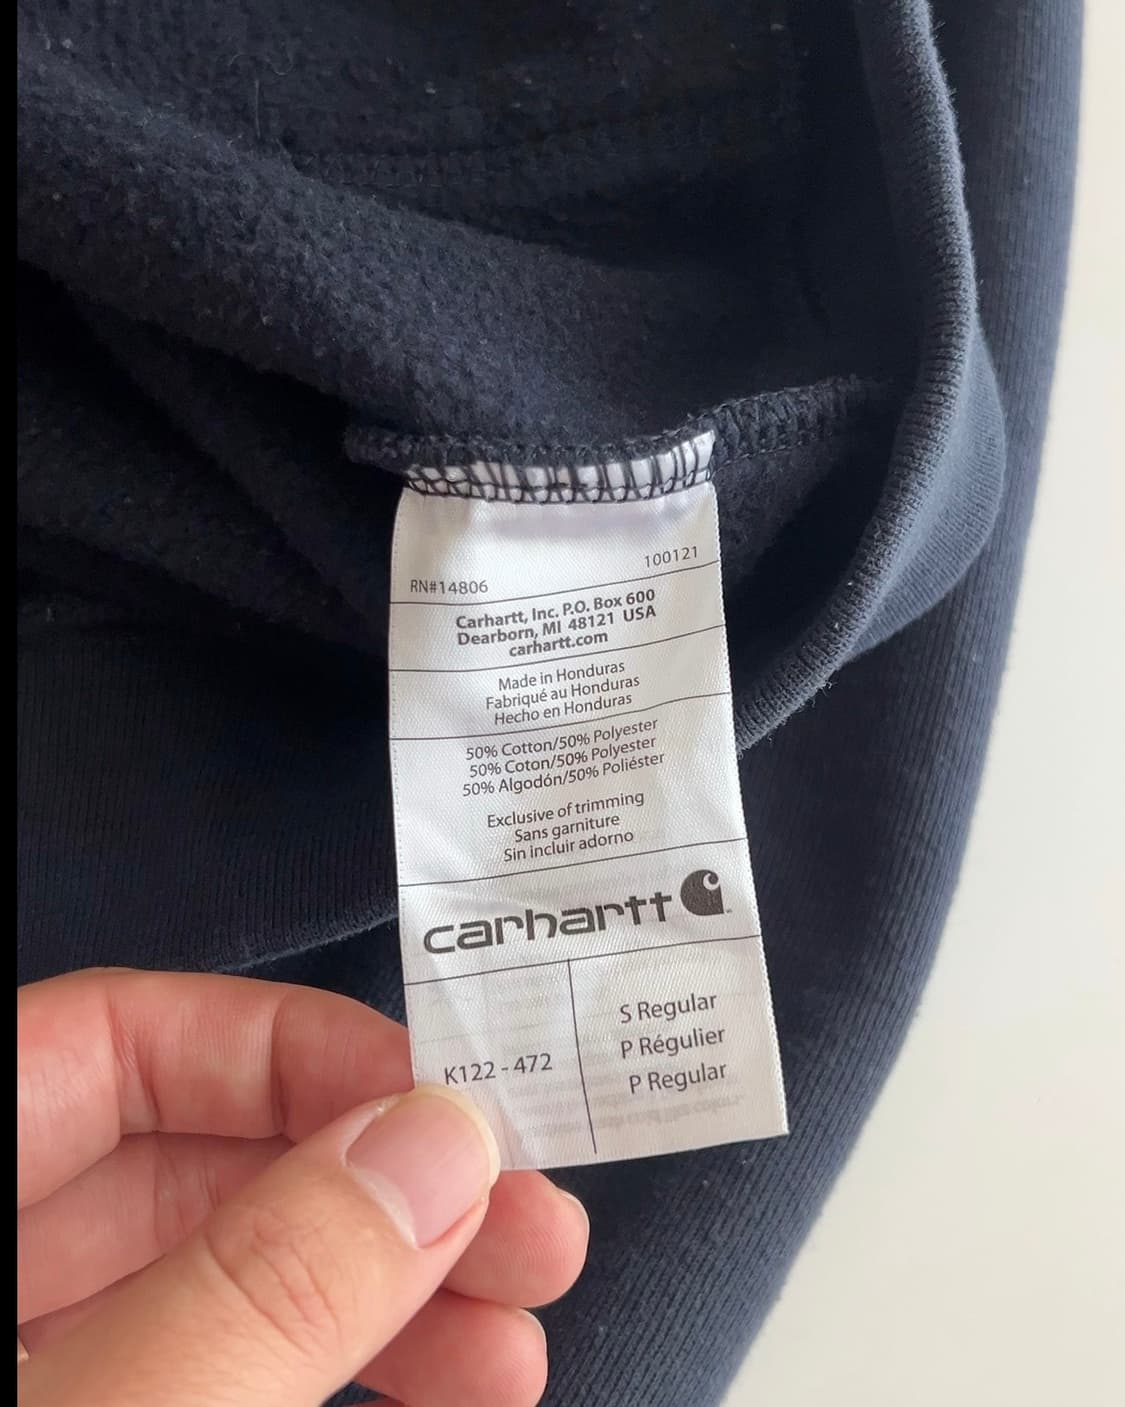 100121
RN#14806
Carhartt, Inc. P.O. Box 600
Dearborn, MI 48121 USA
carhartt.com
Made in Honduras
Fabriqué au Honduras
Hecho en Honduras
50% Cotton/50% Polyester
50% Coton/50% Polyester
50% Algodón/50% Poliéster
Exclusive of trimming
Sans garniture
Sin incluir adorno
carhartt
K122 - 472
S Regular
P Régulier
P Regular